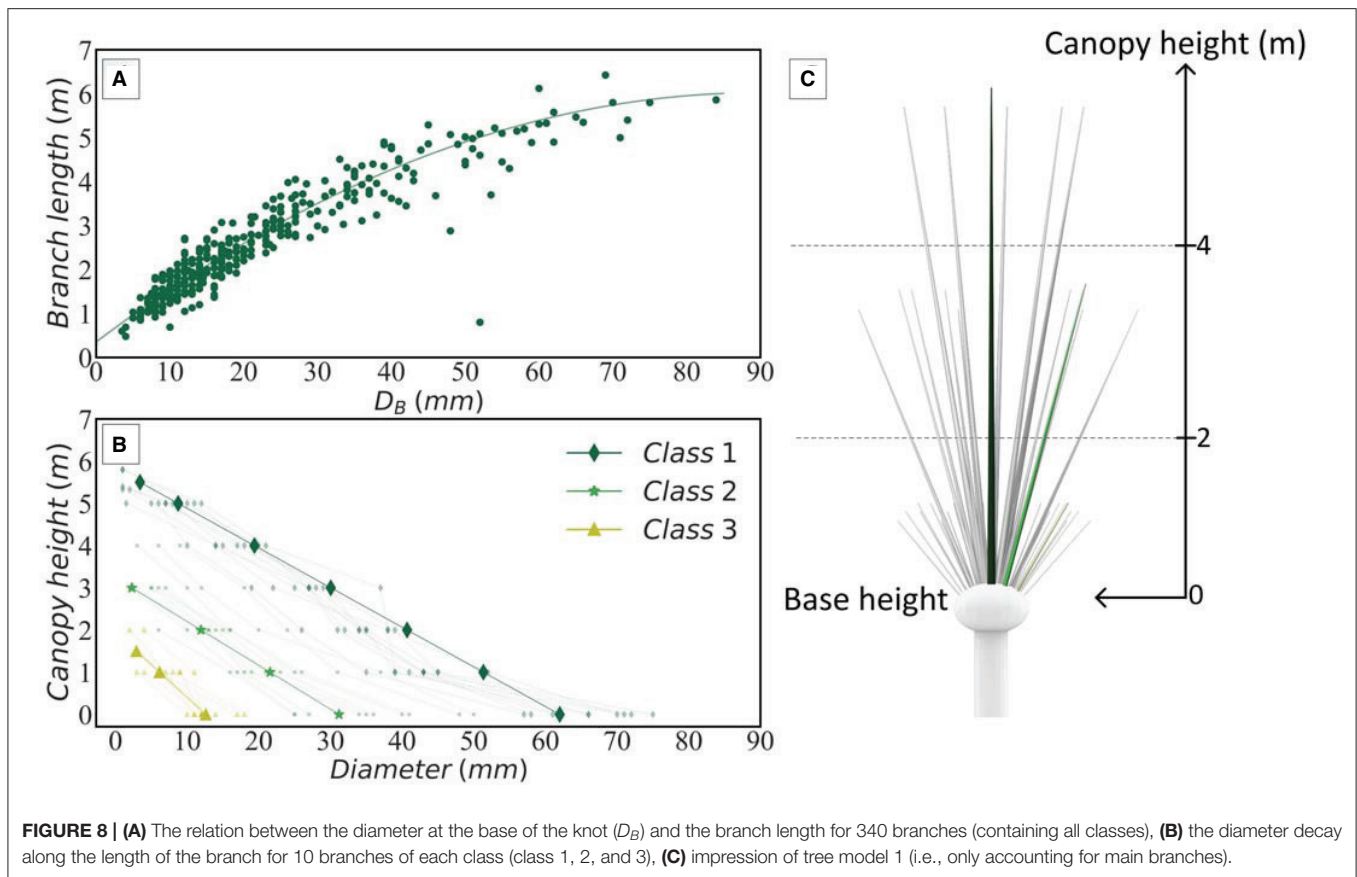 A
Branch length (m)
7
6
5
4
3
2
1
0
0 10 20 30 40 50 60 70 80 90
D_B (mm)
B
Canopy height (m)
7
6
5
4
3
2
1
0
Class 1
Class 2
Class 3
0 10 20 30 40 50 60 70 80 90
Diameter (mm)
C
Canopy height (m)
4
2
0
Base height
FIGURE 8 | (A) The relation between the diameter at the base of the knot (D_B) and the branch length for 340 branches (containing all classes), (B) the diameter decay
along the length of the branch for 10 branches of each class (class 1, 2, and 3), (C) impression of tree model 1 (i.e., only accounting for main branches).